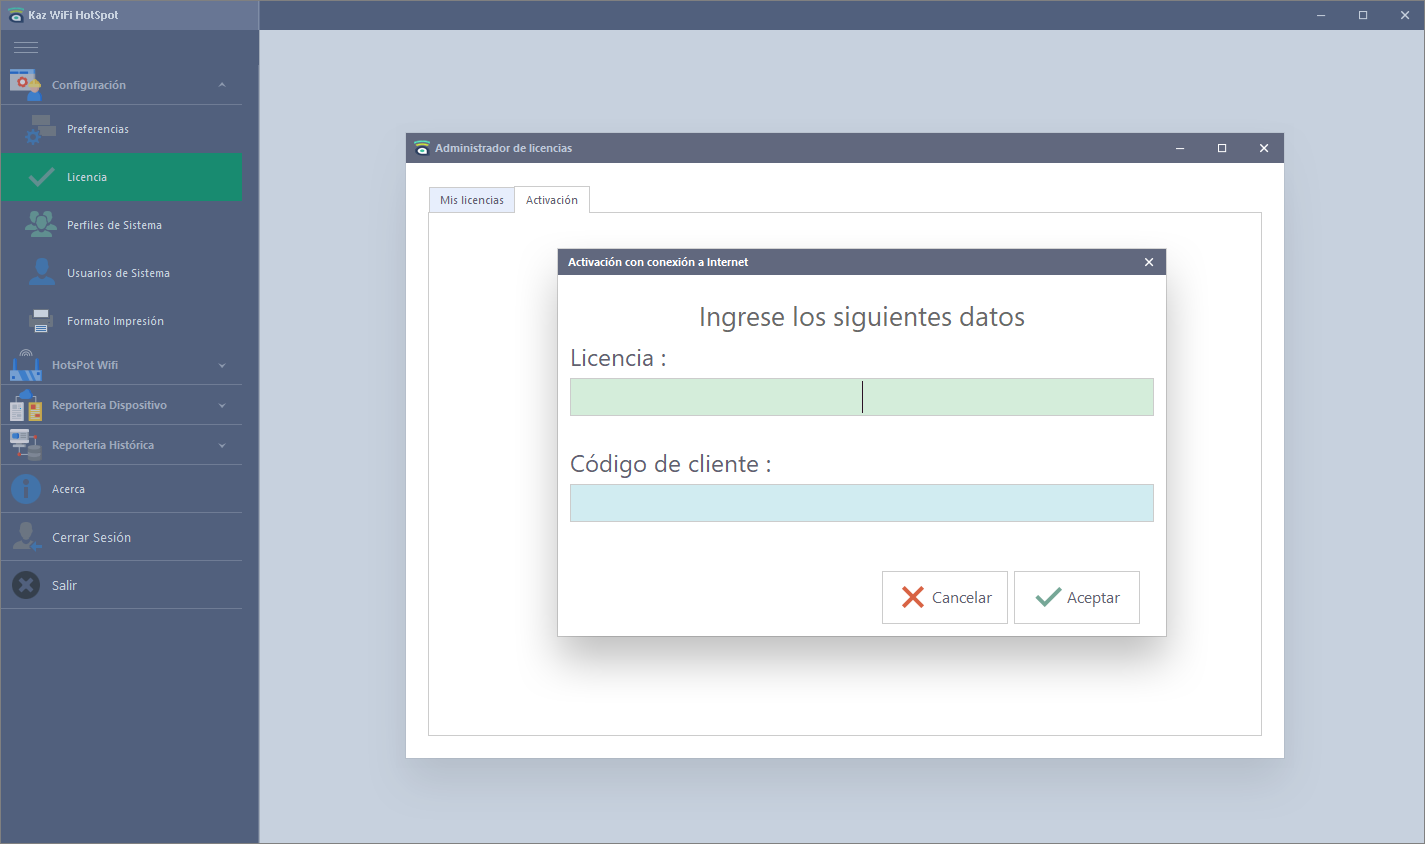 Kaz WiFi HotSpot
Configuración
Preferencias
Licencia
Perfiles de Sistema
Usuarios de Sistema
Formato Impresión
HotsPot Wifi
Reporteria Dispositivo
Reporteria Histórica
Acerca
Cerrar Sesión
Salir
Administrador de licencias
Mis licencias Activación
Activación con conexión a Internet
Ingrese los siguientes datos
Licencia :
Código de cliente :
Cancelar Aceptar